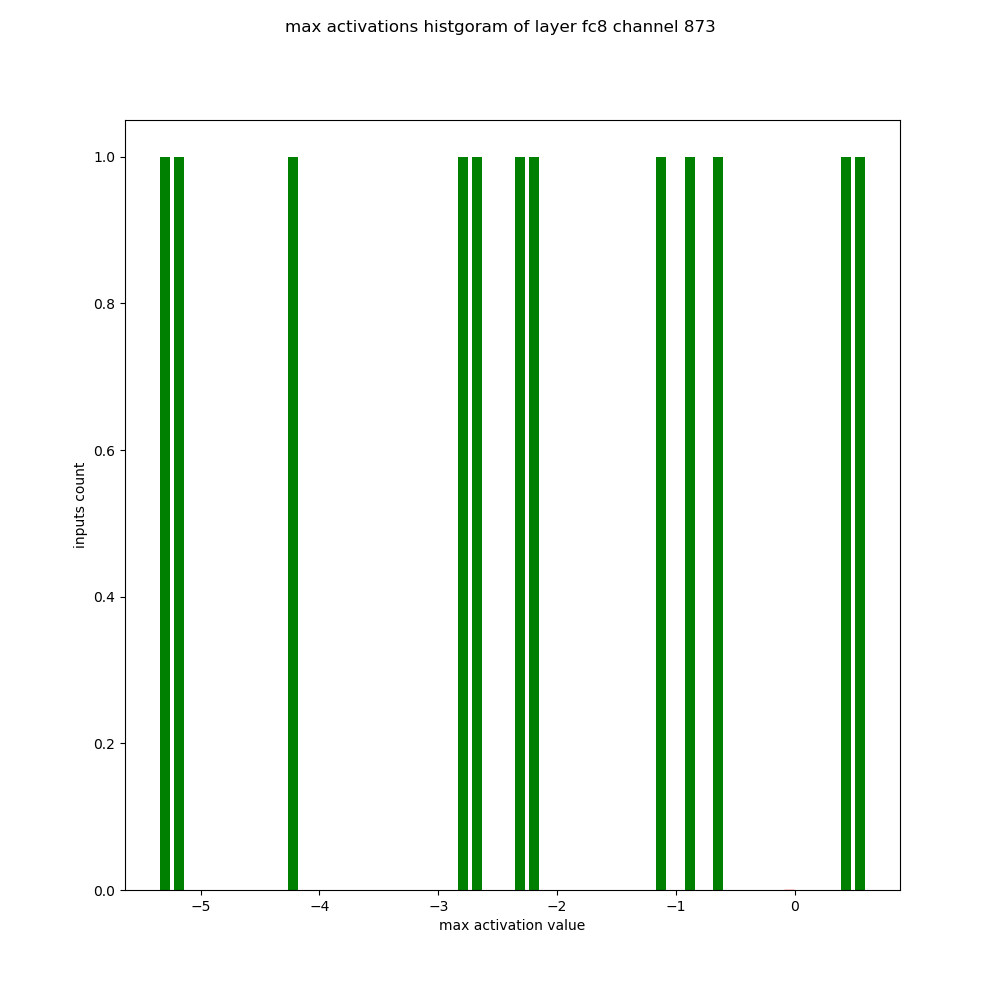 max activations histgoram of layer fc8 channel 873
1.0
0.8
0.6
0.4
0.2
0.0
inputs count
−5 −4 −3 −2 −1 0
max activation value